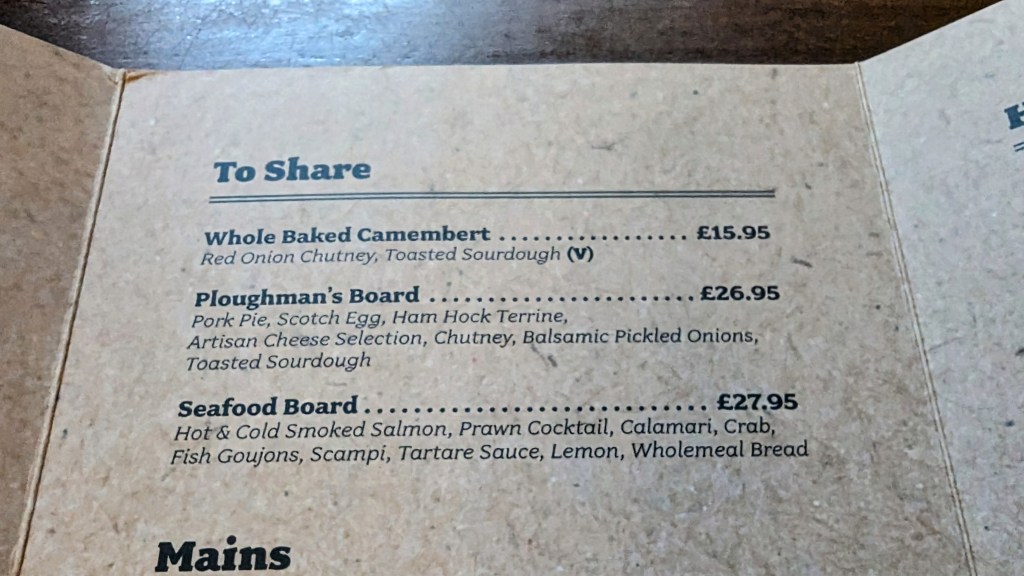 To Share
Whole Baked Camembert .................. £15.95
Red Onion Chutney, Toasted Sourdough (V)
Ploughman's Board ........................ £26.95
Pork Pie, Scotch Egg, Ham Hock Terrine,
Artisan Cheese Selection, Chutney, Balsamic Pickled Onions,
Toasted Sourdough
Seafood Board .............................. £27.95
Hot & Cold Smoked Salmon, Prawn Cocktail, Calamari, Crab,
Fish Goujons, Scampi, Tartare Sauce, Lemon, Wholemeal Bread
Mains